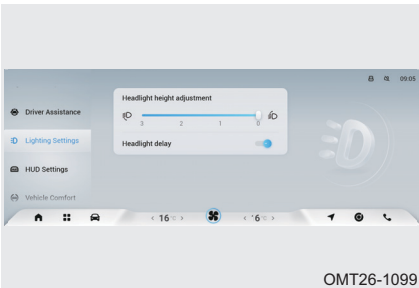 09:05
Headlight height adjustment
3 2 1 0
Headlight delay
Driver Assistance
Lighting Settings
HUD Settings
Vehicle Comfort
< 16°C >
< 16°C >
OMT26-1099